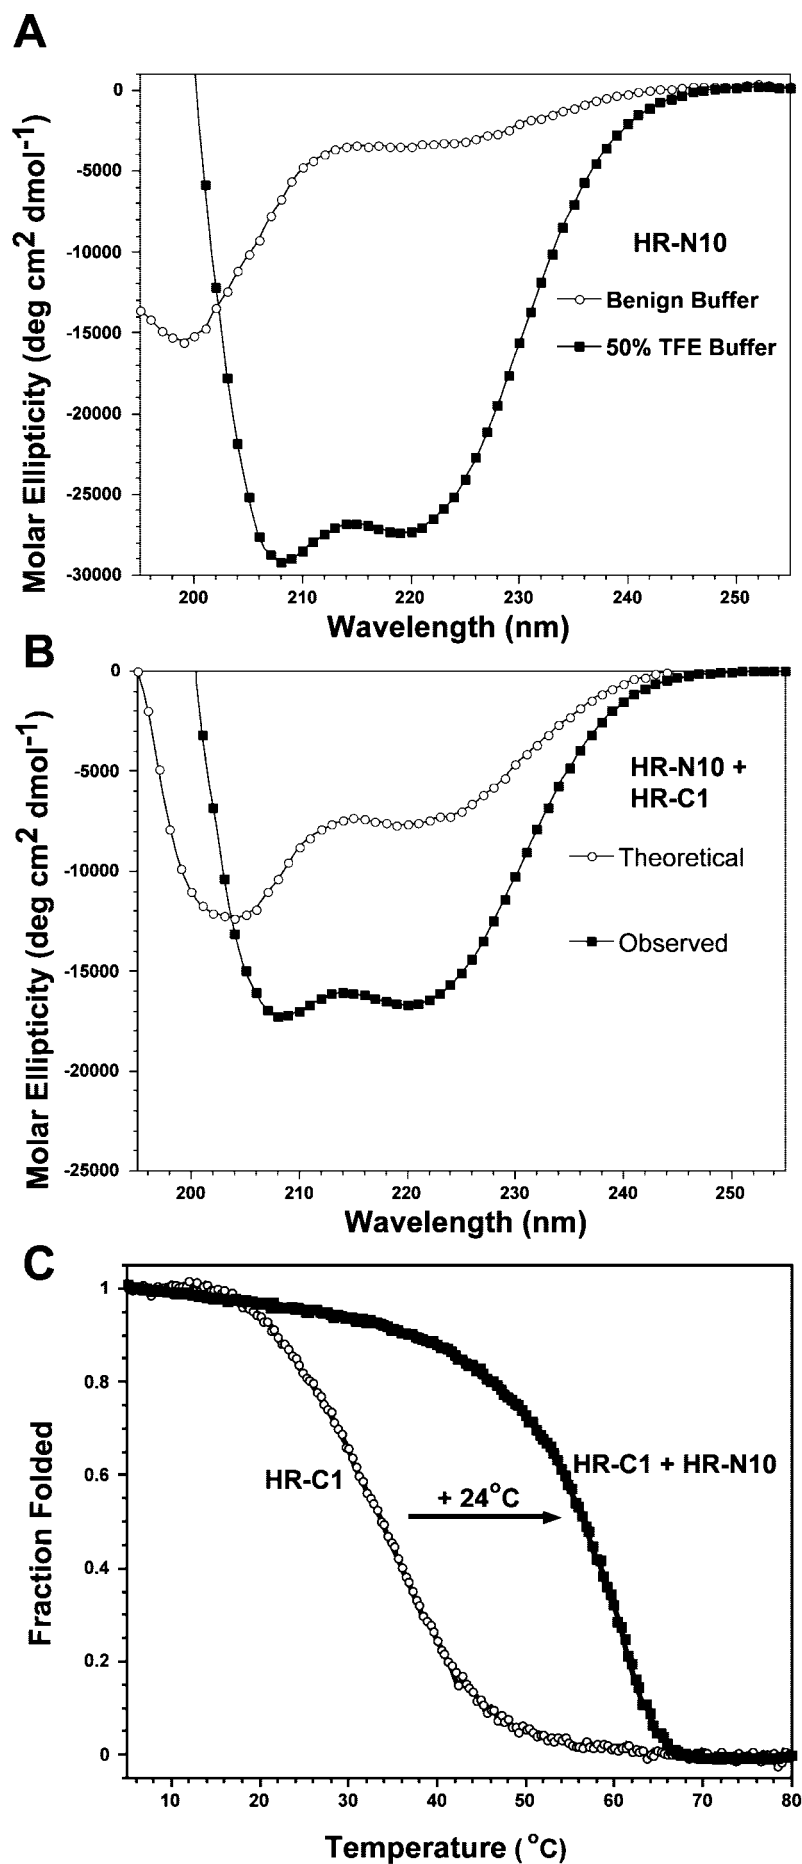 A
0
-5000
-10000
-15000
-20000
-25000
-30000
Molar Ellipticity (deg cm² dmol⁻¹)
HR-N10
Benign Buffer
50% TFE Buffer
200 210 220 230 240 250
Wavelength (nm)
B
0
-5000
-10000
-15000
-20000
-25000
Molar Ellipticity (deg cm² dmol⁻¹)
HR-N10 +
HR-C1
Theoretical
Observed
200 210 220 230 240 250
Wavelength (nm)
C
1
0.8
0.6
0.4
0.2
0
Fraction Folded
HR-C1
+ 24°C
HR-C1 + HR-N10
10 20 30 40 50 60 70 80
Temperature (°C)